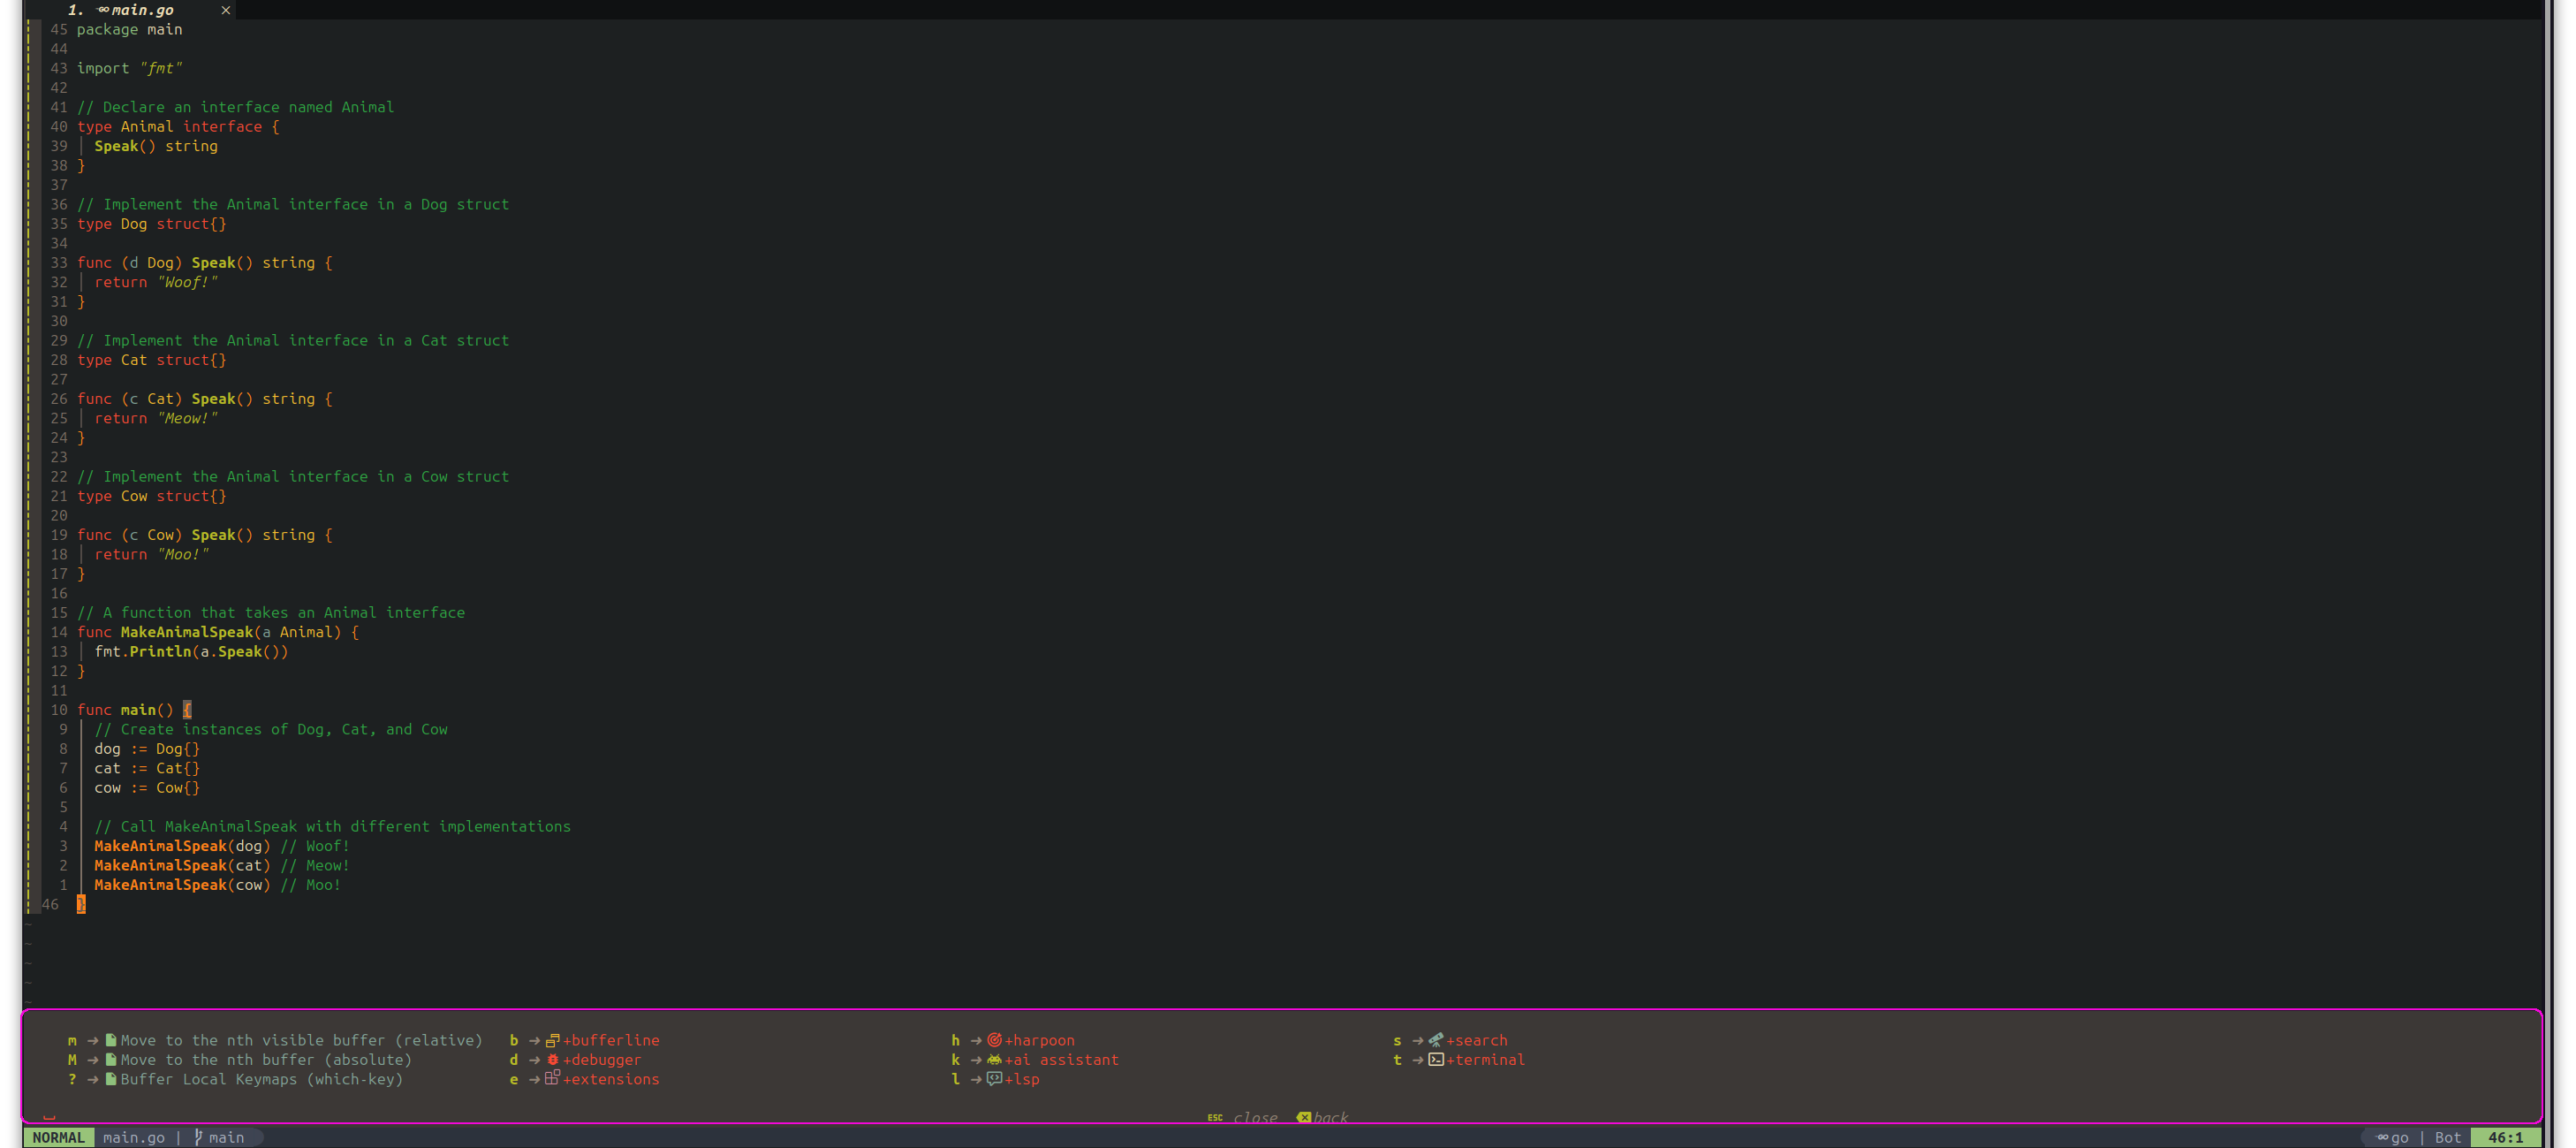 1. main.go ×
45 package main
44
43 import "fmt"
42
41 // Declare an interface named Animal
40 type Animal interface {
39 Speak() string
38 }
37
36 // Implement the Animal interface in a Dog struct
35 type Dog struct{}
34
33 func (d Dog) Speak() string {
32 return "Woof!"
31 }
30
29 // Implement the Animal interface in a Cat struct
28 type Cat struct{}
27
26 func (c Cat) Speak() string {
25 return "Meow!"
24 }
23
22 // Implement the Animal interface in a Cow struct
21 type Cow struct{}
20
19 func (c Cow) Speak() string {
18 return "Moo!"
17 }
16
15 // A function that takes an Animal interface
14 func MakeAnimalSpeak(a Animal) {
13 fmt.Println(a.Speak())
12 }
11
10 func main() {
9 // Create instances of Dog, Cat, and Cow
8 dog := Dog{}
7 cat := Cat{}
6 cow := Cow{}
5
4 // Call MakeAnimalSpeak with different implementations
3 MakeAnimalSpeak(dog) // Woof!
2 MakeAnimalSpeak(cat) // Meow!
1 MakeAnimalSpeak(cow) // Moo!
46 }
~
~
~
~
~
m ➜ Move to the nth visible buffer (relative) b ➜ +bufferline h ➜ +harpoon s ➜ +search
M ➜ Move to the nth buffer (absolute) d ➜ +debugger k ➜ +ai assistant t ➜ +terminal
? ➜ Buffer Local Keymaps (which-key) e ➜ +extensions l ➜ +lsp
ESC close back
NORMAL main.go | main go | Bot 46:1